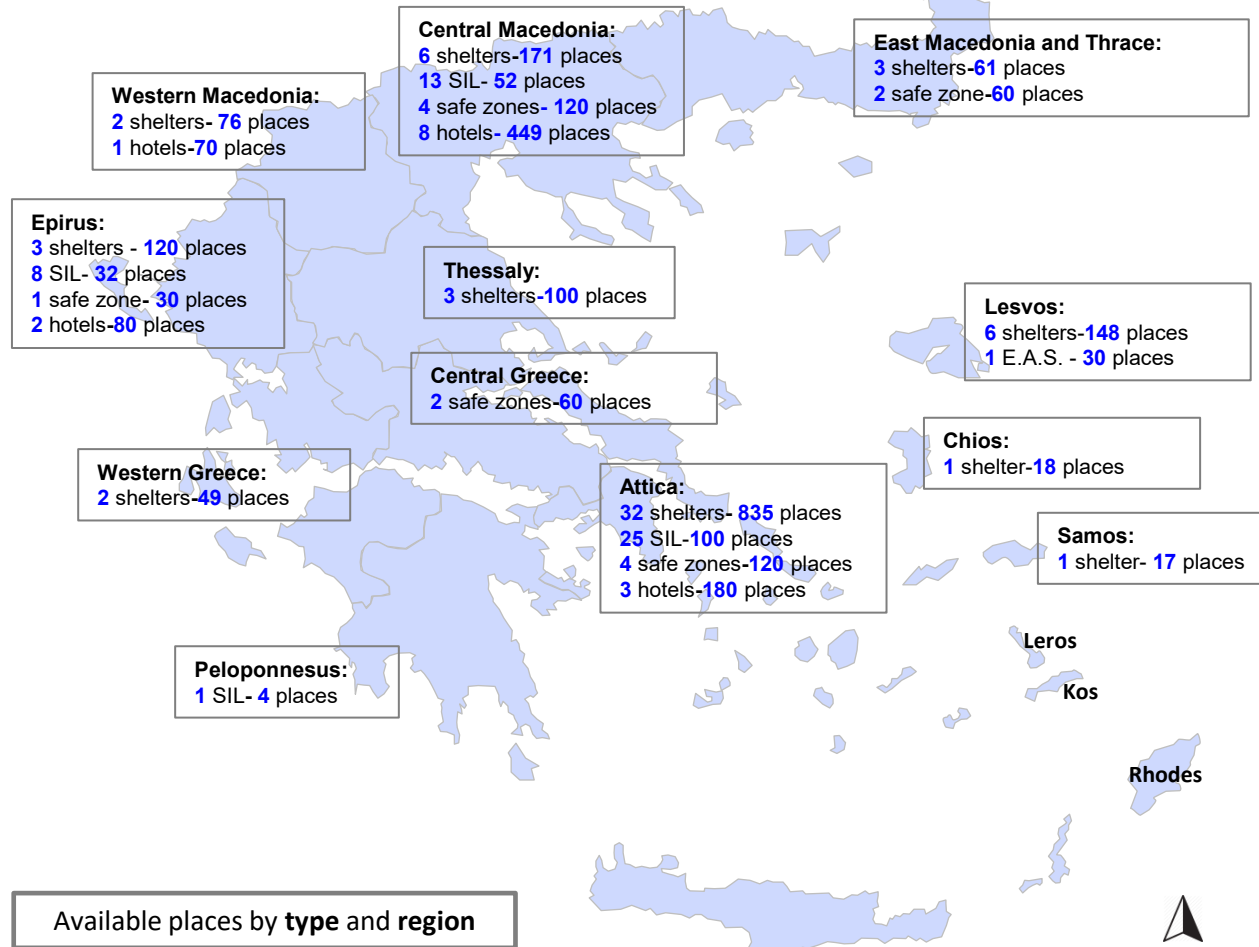 Central Macedonia:
6 shelters-171 places
13 SIL- 52 places
4 safe zones- 120 places
8 hotels- 449 places
East Macedonia and Thrace:
3 shelters-61 places
2 safe zone-60 places
Western Macedonia:
2 shelters- 76 places
1 hotels-70 places
Epirus:
3 shelters - 120 places
8 SIL- 32 places
1 safe zone- 30 places
2 hotels-80 places
Thessaly:
3 shelters-100 places
Lesvos:
6 shelters-148 places
1 E.A.S. - 30 places
Central Greece:
2 safe zones-60 places
Chios:
1 shelter-18 places
Western Greece:
2 shelters-49 places
Attica:
32 shelters- 835 places
25 SIL-100 places
4 safe zones-120 places
3 hotels-180 places
Samos:
1 shelter- 17 places
Leros
Kos
Peloponnesus:
1 SIL- 4 places
Rhodes
Available places by type and region